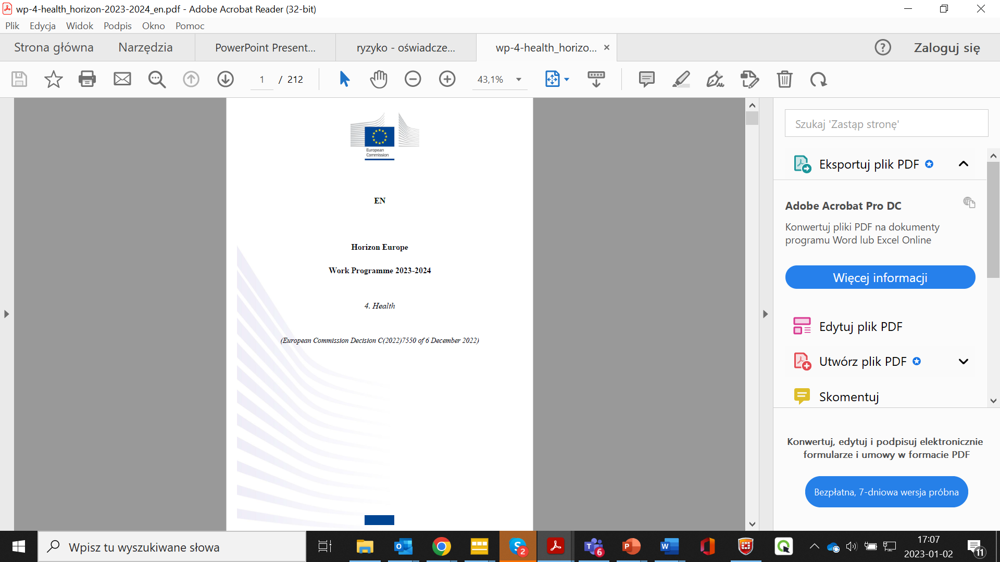 wp-4-health_horizon-2023-2024_en.pdf - Adobe Acrobat Reader (32-bit)
Plik Edycja Widok Podpis Okno Pomoc
Strona główna Narzędzia PowerPoint Present... ryzyko - oświadcze... wp-4-health_horizo... Zaloguj się
1 / 212 43,1%
European
Commission
EN
Horizon Europe
Work Programme 2023-2024
4. Health
(European Commission Decision C(2022)7550 of 6 December 2022)
Szukaj 'Zastąp stronę'
Eksportuj plik PDF
Adobe Acrobat Pro DC
Konwertuj pliki PDF na dokumenty
programu Word lub Excel Online
Więcej informacji
Edytuj plik PDF
Utwórz plik PDF
Skomentuj
Konwertuj, edytuj i podpisuj elektronicznie
formularze i umowy w formacie PDF
Bezpłatna, 7-dniowa wersja próbna
Wpisz tu wyszukiwane słowa
2
6
17:07
2023-01-02
11